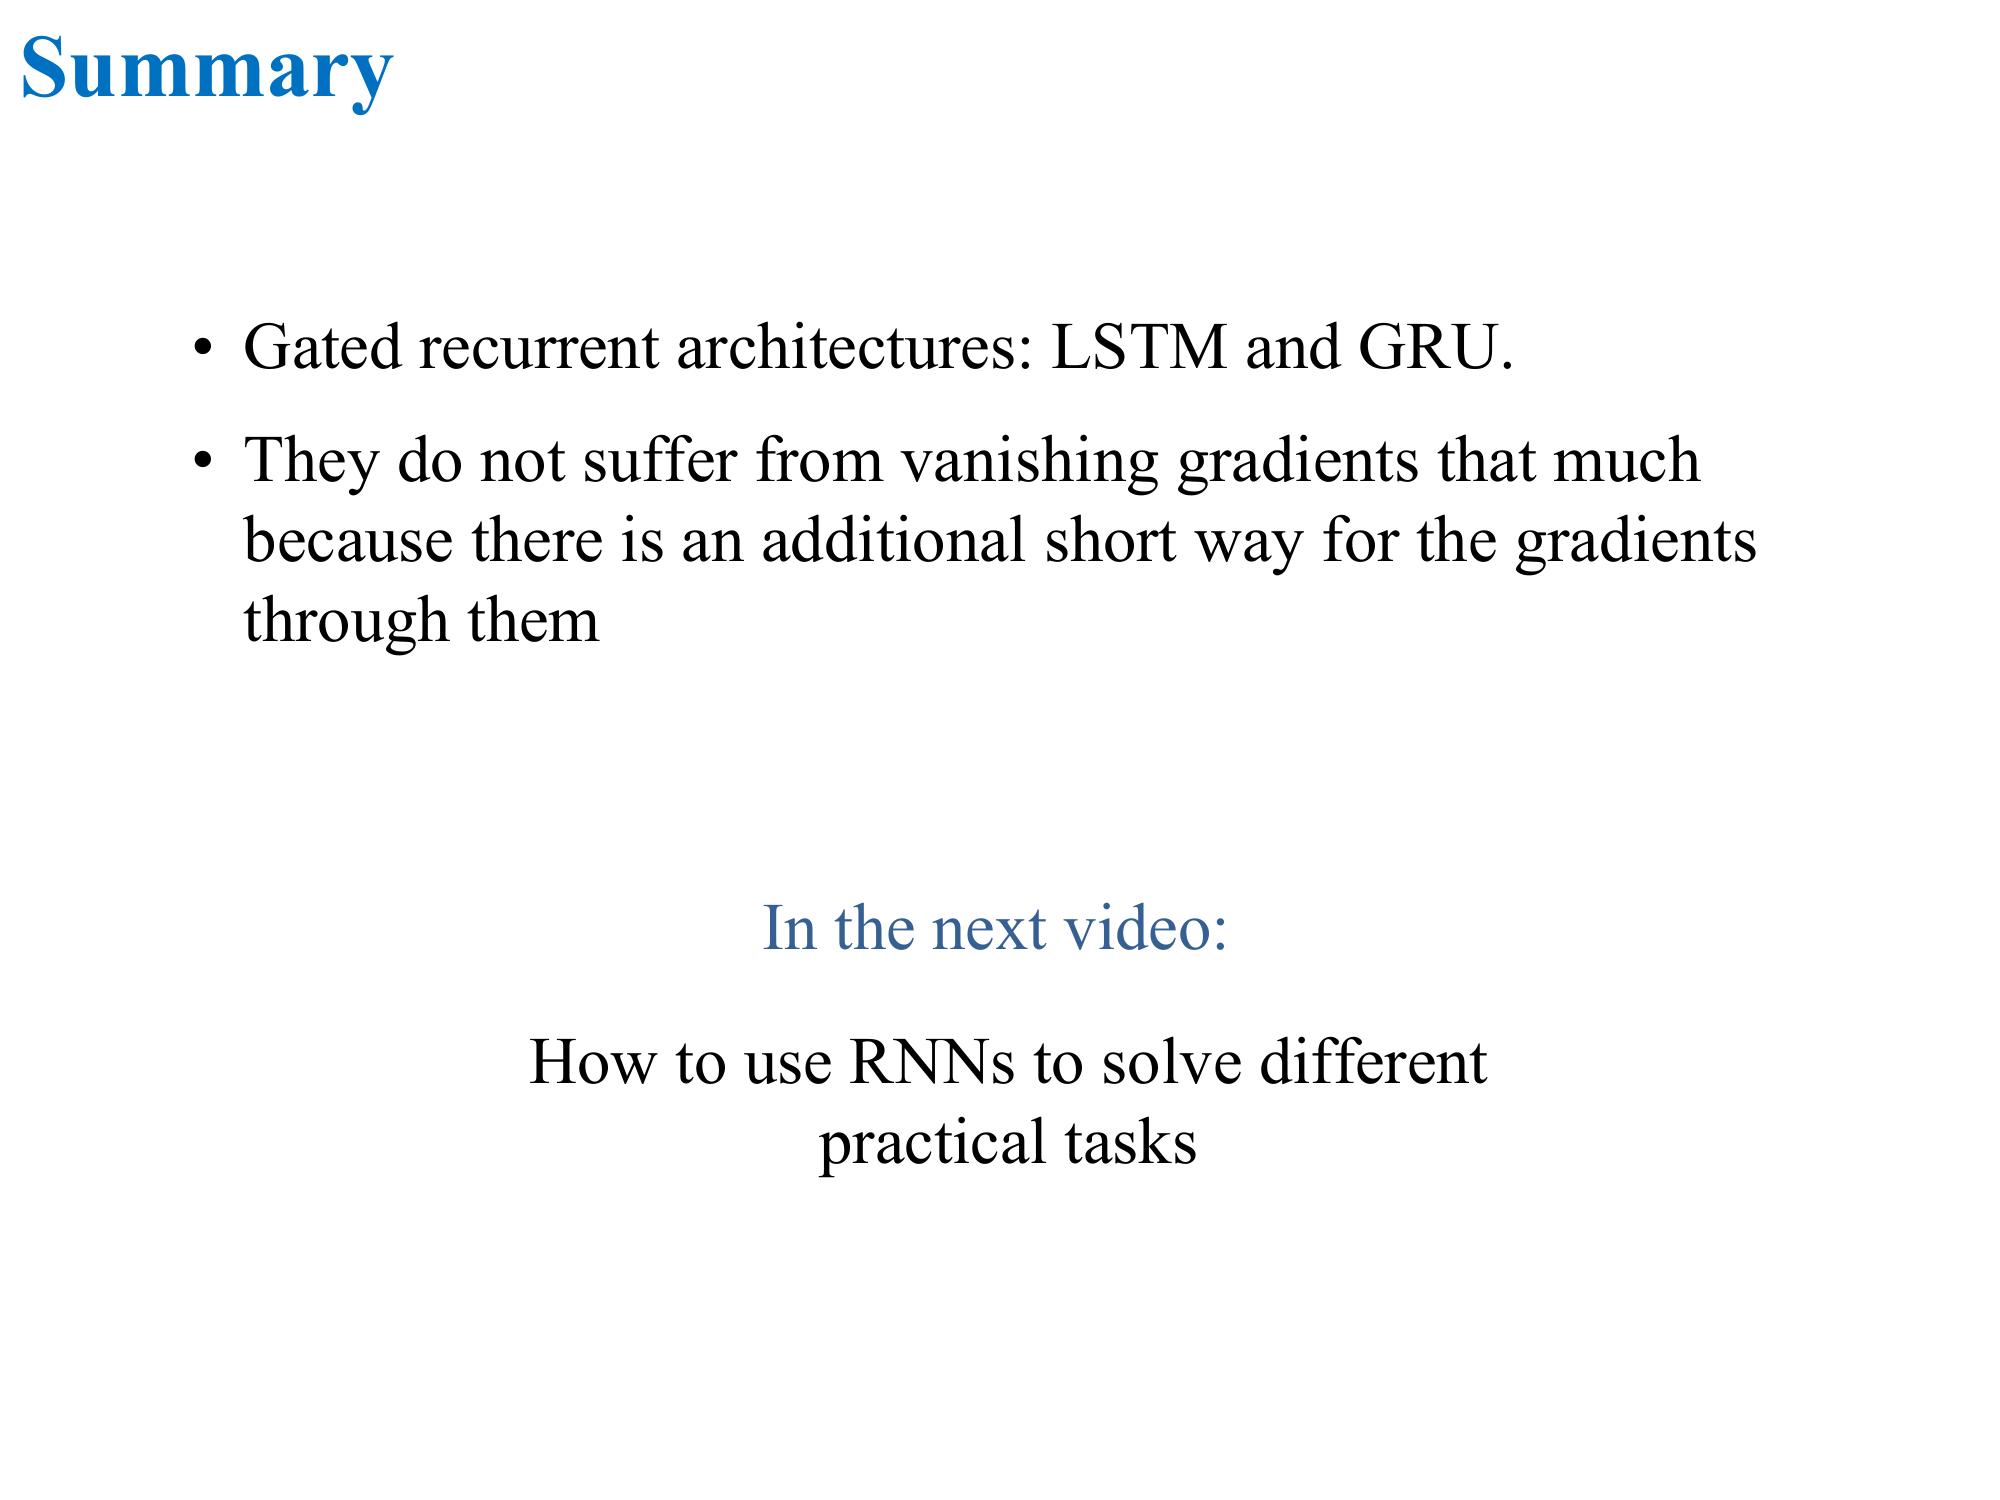 Summary
• Gated recurrent architectures: LSTM and GRU.
• They do not suffer from vanishing gradients that much
because there is an additional short way for the gradients
through them
In the next video:
How to use RNNs to solve different
practical tasks